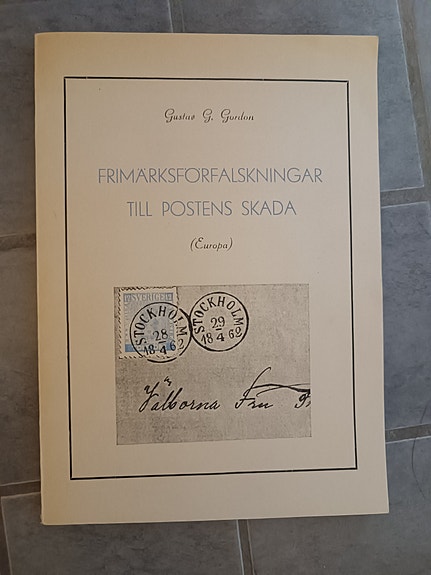 Gustav G. Gordon
FRIMÄRKSFÖRFALSKNINGAR
TILL POSTENS SKADA
(Europa)
SVERIGE
STOCKHOLM
28
18 4 62
STOCKHOLM
29
18 4 62
Välborna Fru